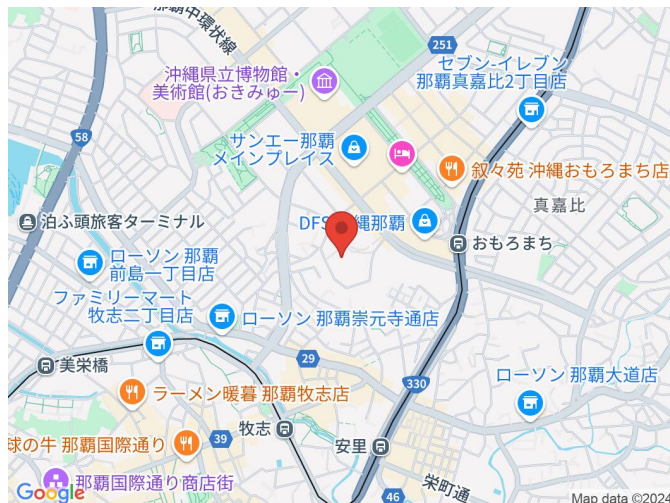 那覇中環状線
251
セブン-イレブン
那覇真嘉比2丁目店
沖縄県立博物館・
美術館(おきみゅー)
58
サンエー那覇
メインプレイス
叙々苑 沖縄おもろまち店
真嘉比
泊ふ頭旅客ターミナル
DFS
縄那覇
おもろまち
ローソン 那覇
前島一丁目店
ファミリーマート
牧志二丁目店
ローソン 那覇崇元寺通店
29
美栄橋
330
ローソン 那覇大道店
ラーメン暖暮 那覇牧志店
牧志
39
球の牛 那覇国際通り
安里
栄町通
那覇国際通り商店街
46
Google
Map data ©2024